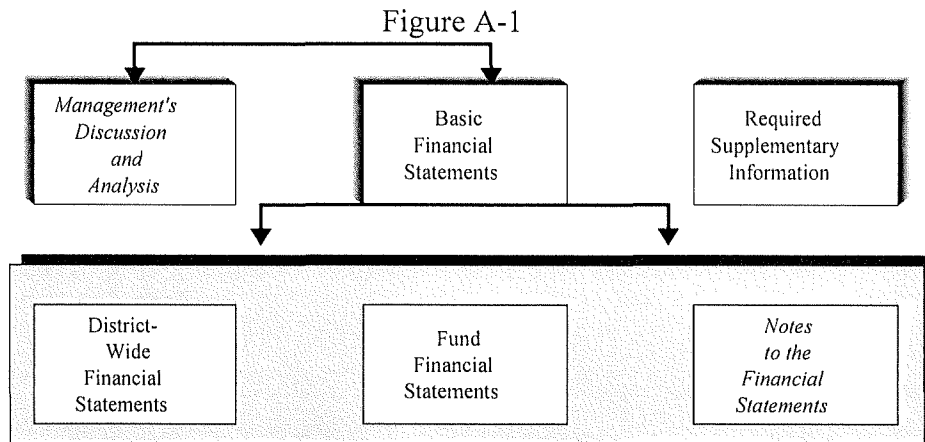 Figure A-1
Management's
Discussion
and
Analysis
Basic
Financial
Statements
Required
Supplementary
Information
District-
Wide
Financial
Statements
Fund
Financial
Statements
Notes
to the
Financial
Statements